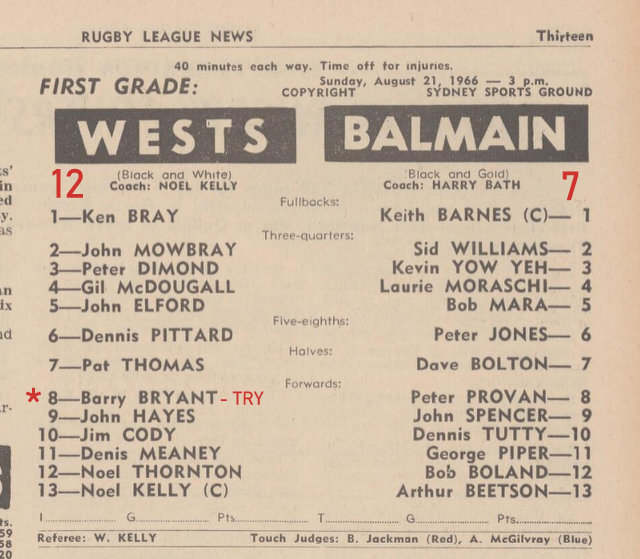 RUGBY LEAGUE NEWS Thirteen
40 minutes each way. Time off for injuries.
FIRST GRADE: Sunday, August 21, 1966 — 3 p.m.
COPYRIGHT SYDNEY SPORTS GROUND
WESTS BALMAIN
(Black and White) (Black and Gold)
12 Coach: NOEL KELLY Coach: HARRY BATH 7
Fullbacks:
1—Ken BRAY Keith BARNES (C)— 1
Three-quarters:
2—John MOWBRAY Sid WILLIAMS— 2
3—Peter DIMOND Kevin YOW YEH— 3
4—Gil McDOUGALL Laurie MORASCHI— 4
5—John ELFORD Bob MARA— 5
Five-eighths:
6—Dennis PITTARD Peter JONES— 6
Halves:
7—Pat THOMAS Dave BOLTON— 7
Forwards:
* 8—Barry BRYANT - TRY Peter PROVAN— 8
9—John HAYES John SPENCER— 9
10—Jim CODY Dennis TUTTY—10
11—Denis MEANEY George PIPER—11
12—Noel THORNTON Bob BOLAND—12
13—Noel KELLY (C) Arthur BEETSON—13
T........ G........ Pts........ T........ G........ Pts........
Referee: W. KELLY Touch Judges: B. Jackman (Red), A. McGilvray (Blue)